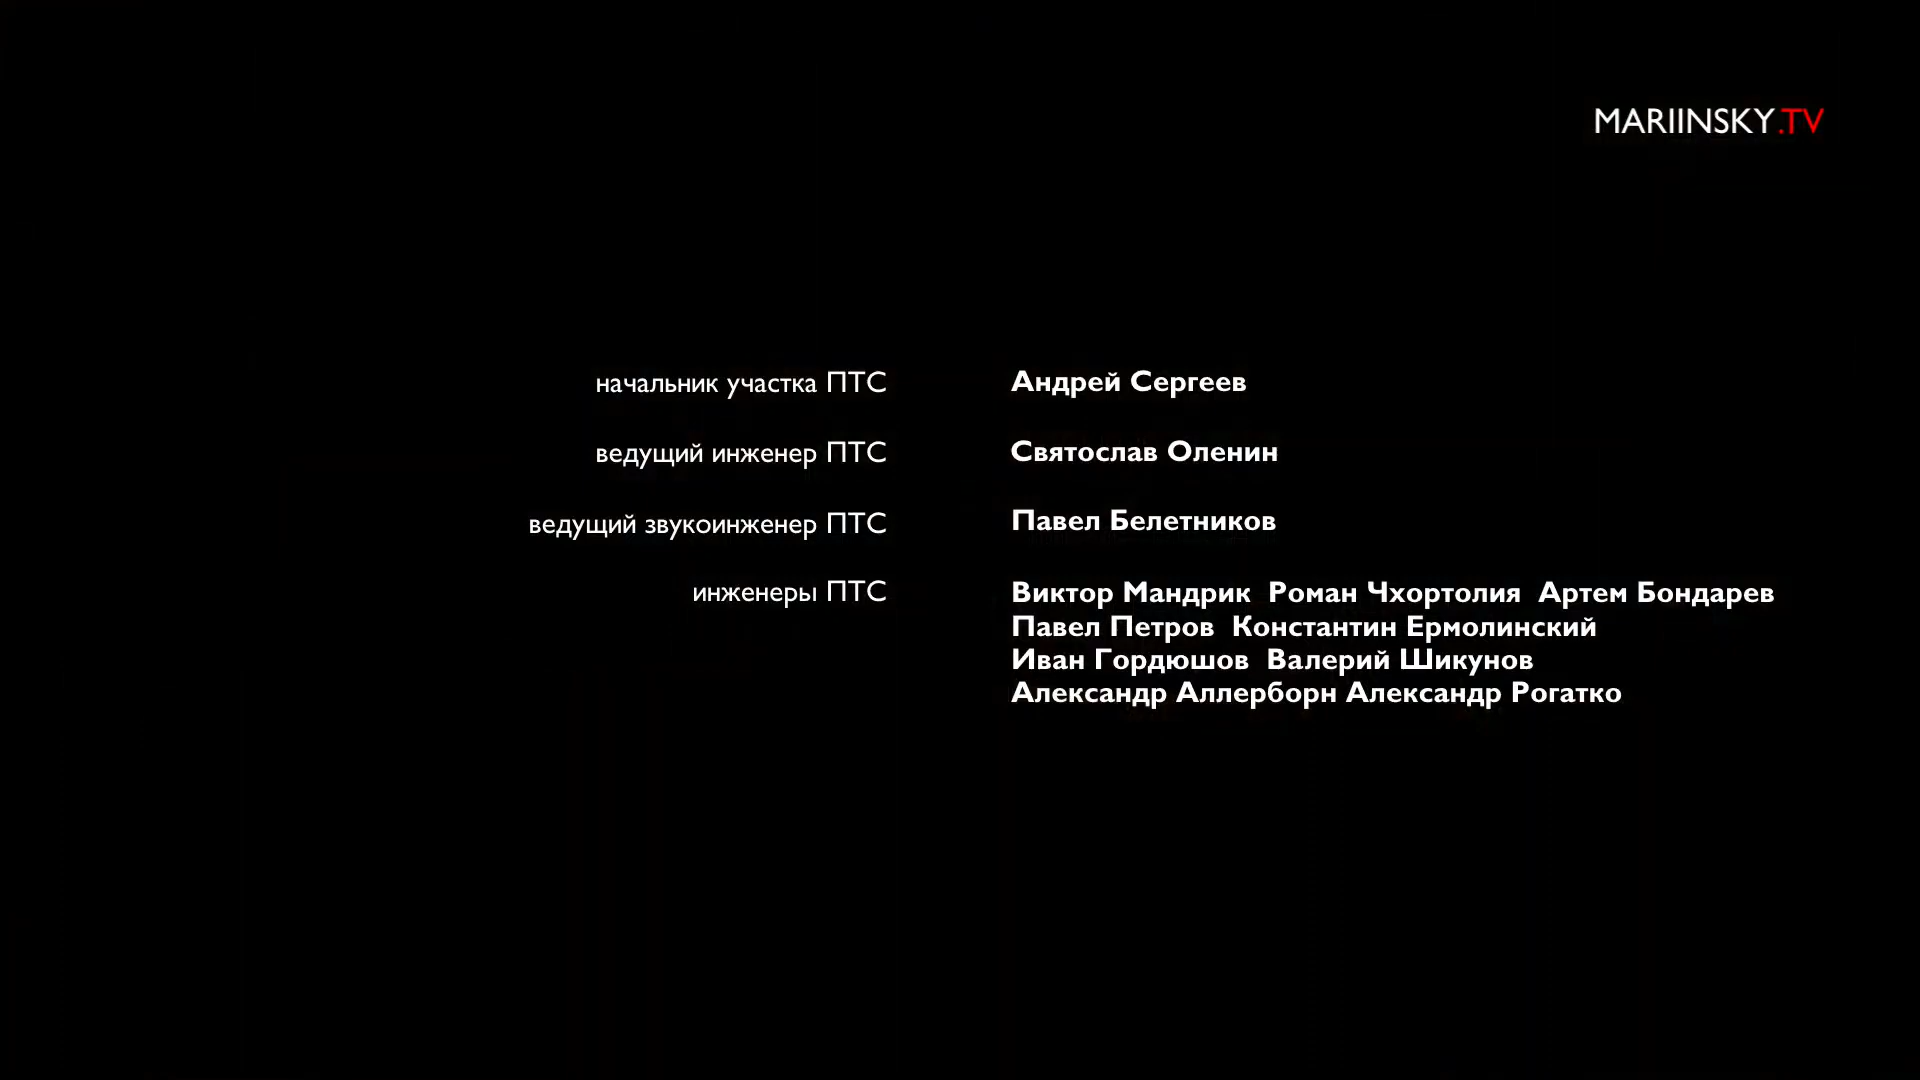 MARIINSKY.TV
начальник участка ПТС Андрей Сергеев
ведущий инженер ПТС Святослав Оленин
ведущий звукоинженер ПТС Павел Белетников
инженеры ПТС Виктор Мандрик Роман Чхортолия Артем Бондарев
Павел Петров Константин Ермолинский
Иван Гордюшов Валерий Шикунов
Александр Аллерборн Александр Рогатко